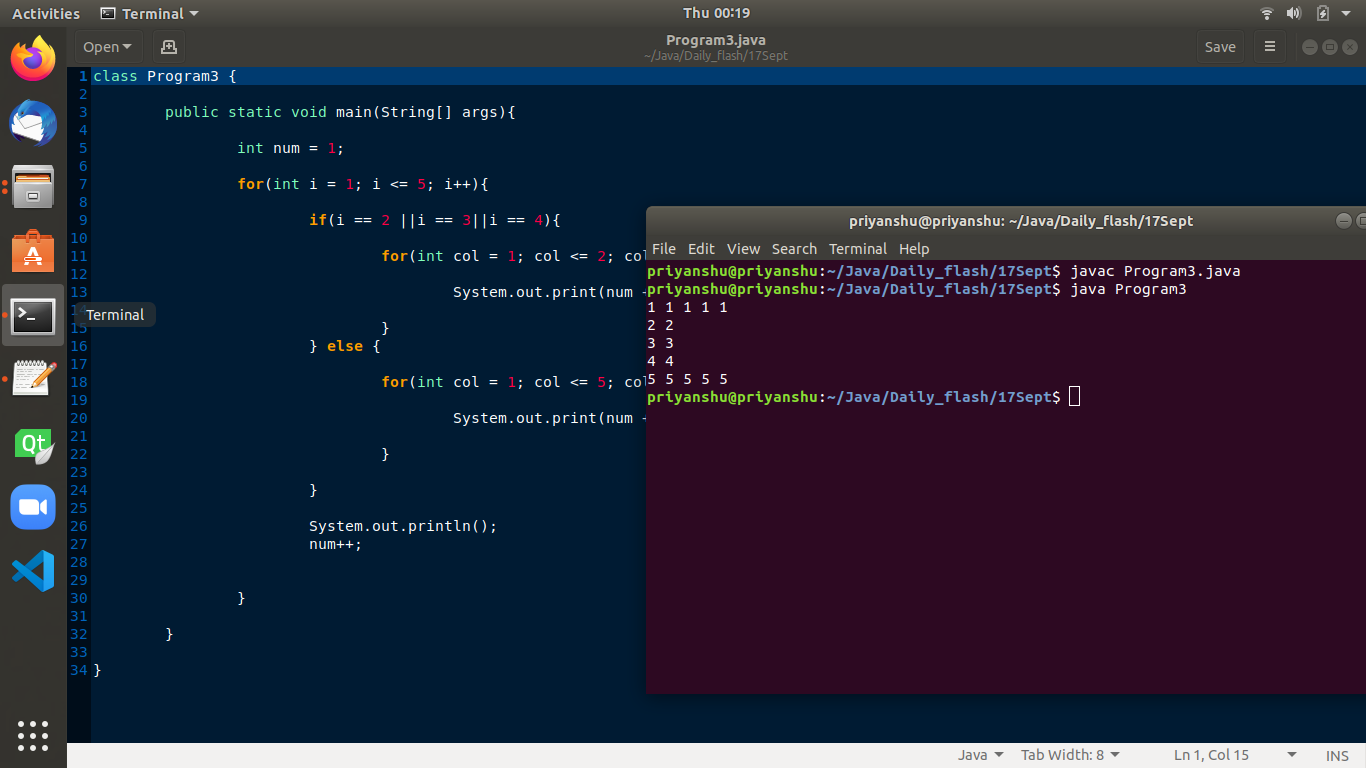 Activities Terminal Thu 00:19
Open Program3.java Save
~/Java/Daily_flash/17Sept
1 class Program3 {
2
3 public static void main(String[] args){
4
5 int num = 1;
6
7 for(int i = 1; i <= 5; i++){
8
9 if(i == 2 ||i == 3||i == 4){
10
11 for(int col = 1; col <= 2; col
12
13 System.out.print(num
14
Terminal
15 }
16 } else {
17
18 for(int col = 1; col <= 5; col
19
20 System.out.print(num
21
22 }
23
24 }
25
26 System.out.println();
27 num++;
28
29
30 }
31
32 }
33
34 }
priyanshu@priyanshu: ~/Java/Daily_flash/17Sept
File Edit View Search Terminal Help
priyanshu@priyanshu:~/Java/Daily_flash/17Sept$ javac Program3.java
priyanshu@priyanshu:~/Java/Daily_flash/17Sept$ java Program3
1 1 1 1 1
2 2
3 3
4 4
5 5 5 5 5
priyanshu@priyanshu:~/Java/Daily_flash/17Sept$
Qt
Java Tab Width: 8 Ln 1, Col 15 INS